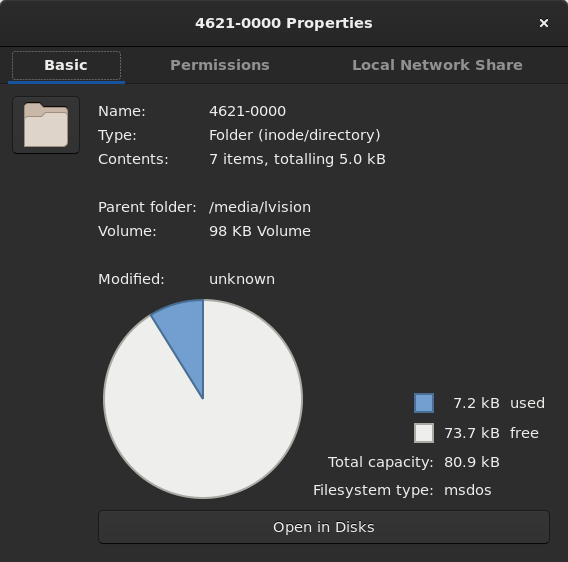 4621-0000 Properties
Basic Permissions Local Network Share
Name: 4621-0000
Type: Folder (inode/directory)
Contents: 7 items, totalling 5.0 kB
Parent folder: /media/lvision
Volume: 98 KB Volume
Modified: unknown
7.2 kB used
73.7 kB free
Total capacity: 80.9 kB
Filesystem type: msdos
Open in Disks